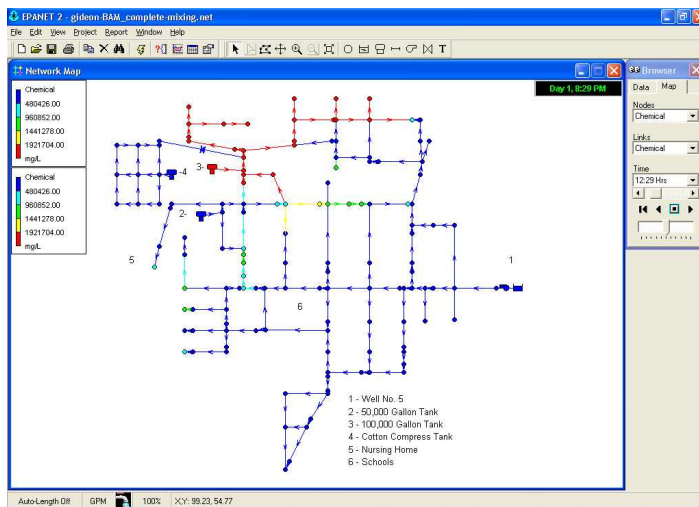 EPANET 2 - gideon-BAM_complete-mixing.net
File Edit View Project Report Window Help
T
Network Map
Chemical
480426.00
960852.00
1441278.00
1921704.00
mg/L
Chemical
480426.00
960852.00
1441278.00
1921704.00
mg/L
Day 1, 8:29 PM
-4
3-
2-
5
6
1
1 - Well No. 5
2 - 50,000 Gallon Tank
3 - 100,000 Gallon Tank
4 - Cotton Compress Tank
5 - Nursing Home
6 - Schools
Browser
Data Map
Nodes
Chemical
Links
Chemical
Time
12:29 Hrs
Auto-Length Off GPM 100% X,Y: 99.23, 54.77